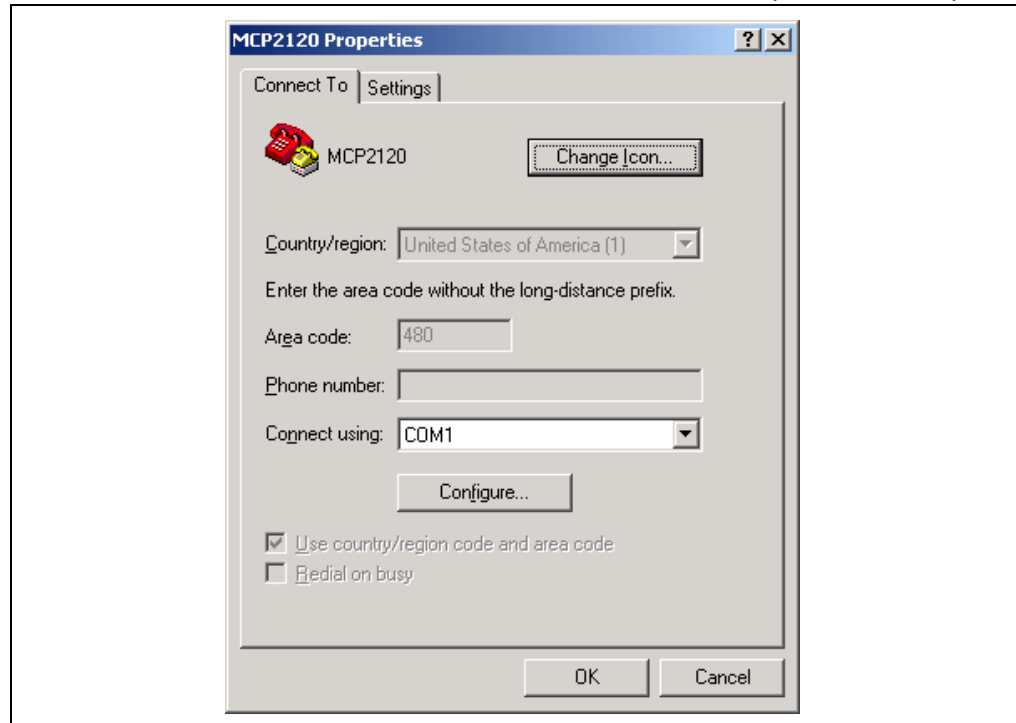 MCP2120 Properties
Connect To Settings
MCP2120 Change Icon...
Country/region: United States of America (1)
Enter the area code without the long-distance prefix.
Area code: 480
Phone number:
Connect using: COM1
Configure...
Use country/region code and area code
Redial on busy
OK Cancel